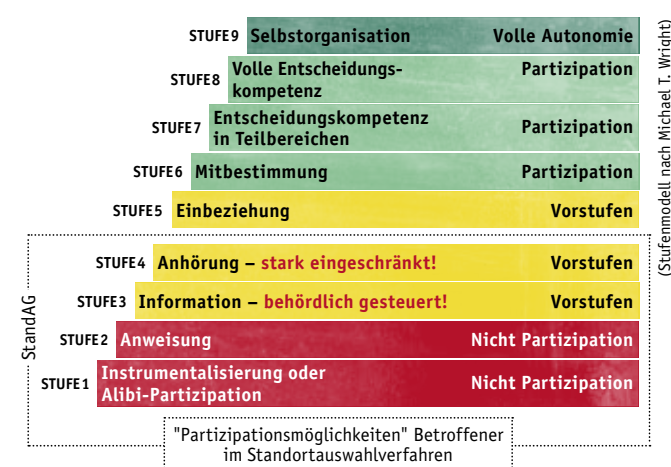 STUFE9 Selbstorganisation Volle Autonomie
STUFE8 Volle Entscheidungs- Partizipation
kompetenz
STUFE7 Entscheidungskompetenz Partizipation
in Teilbereichen
STUFE6 Mitbestimmung Partizipation
STUFE5 Einbeziehung Vorstufen
STUFE4 Anhörung – stark eingeschränkt! Vorstufen
STUFE3 Information – behördlich gesteuert! Vorstufen
STUFE2 Anweisung Nicht Partizipation
STUFE1 Instrumentalisierung oder Nicht Partizipation
Alibi-Partizipation
StandAG
"Partizipationsmöglichkeiten" Betroffener
im Standortauswahlverfahren
(Stufenmodell nach Michael T. Wright)